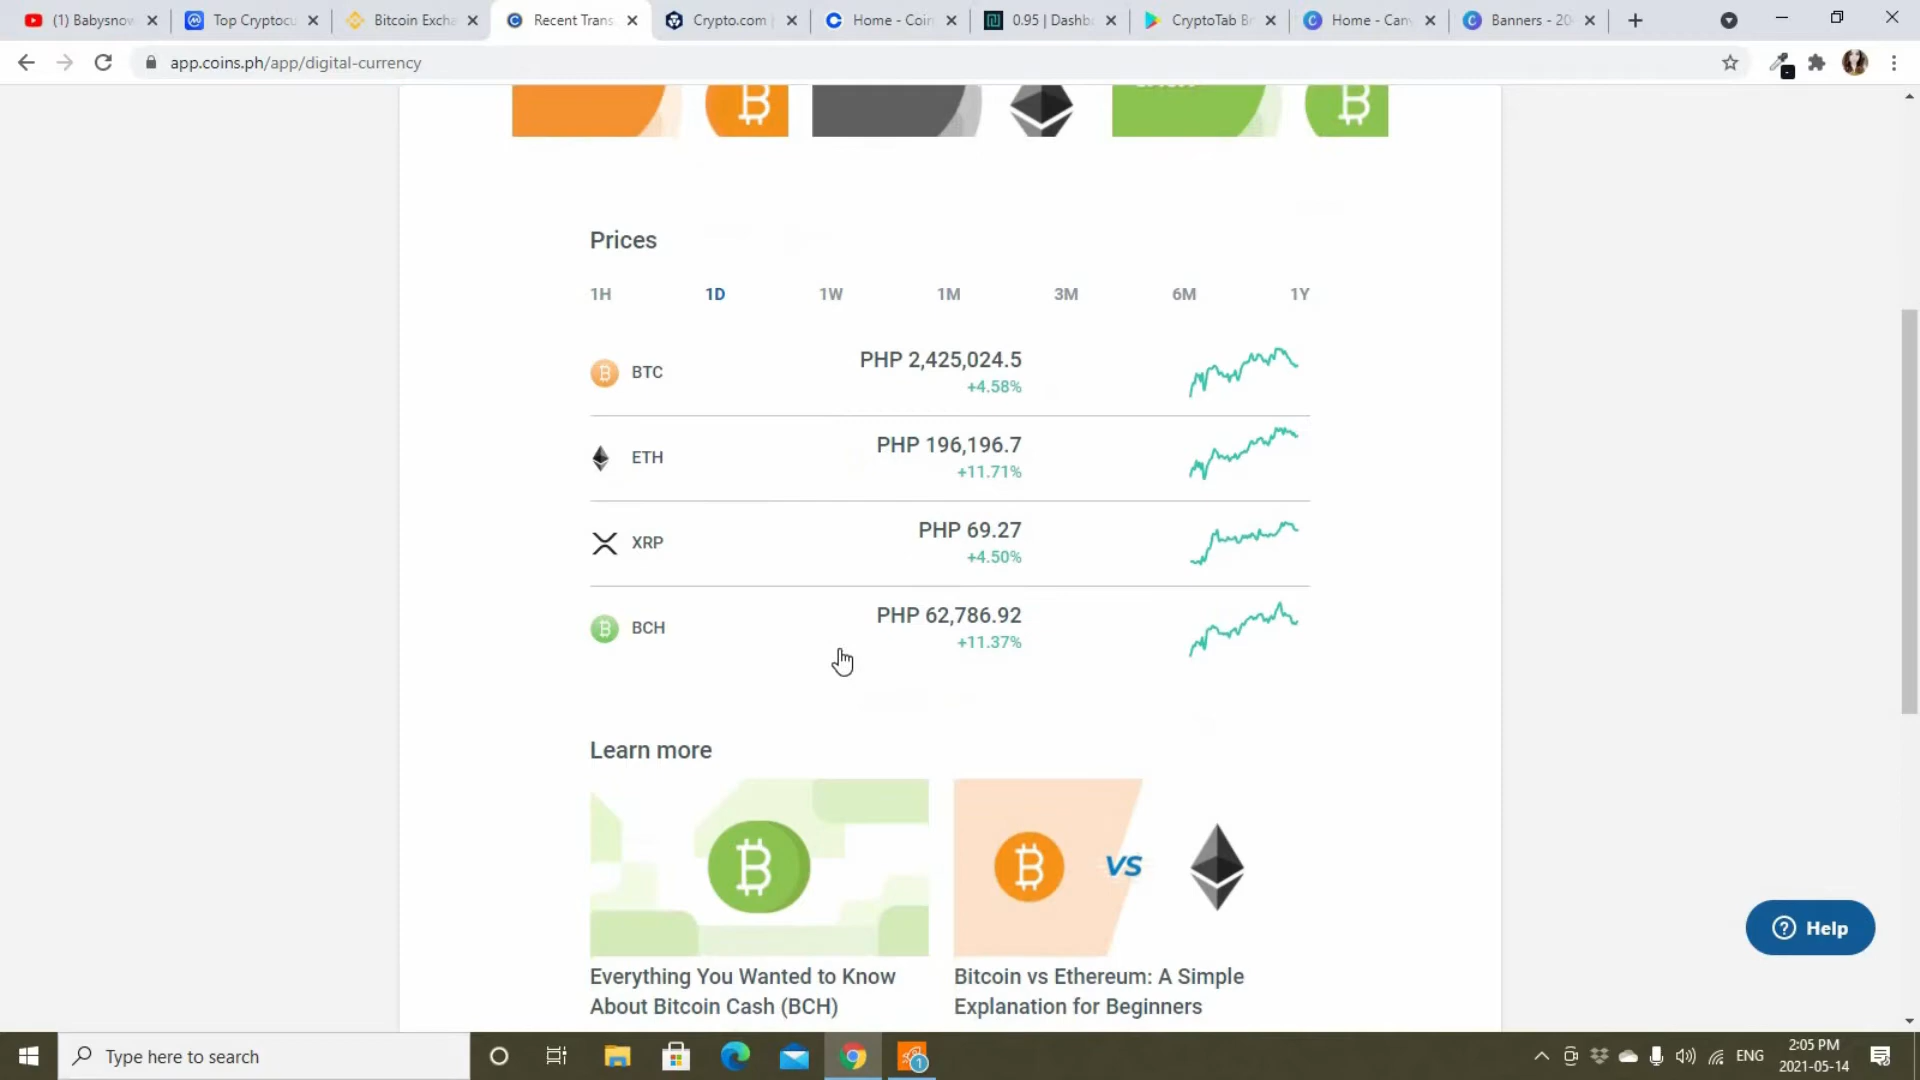 (1) Babysnow
Top Cryptocu
Bitcoin Excha
Recent Trans
Crypto.com |
Home - Coin
0.95 | Dashb
CryptoTab Br
Home - Can
Banners - 20
app.coins.ph/app/digital-currency
Prices
1H 1D 1W 1M 3M 6M 1Y
BTC PHP 2,425,024.5
+4.58%
ETH PHP 196,196.7
+11.71%
XRP PHP 69.27
+4.50%
BCH PHP 62,786.92
+11.37%
Learn more
VS
Everything You Wanted to Know
About Bitcoin Cash (BCH)
Bitcoin vs Ethereum: A Simple
Explanation for Beginners
Help
Type here to search
1
ENG
2:05 PM
2021-05-14